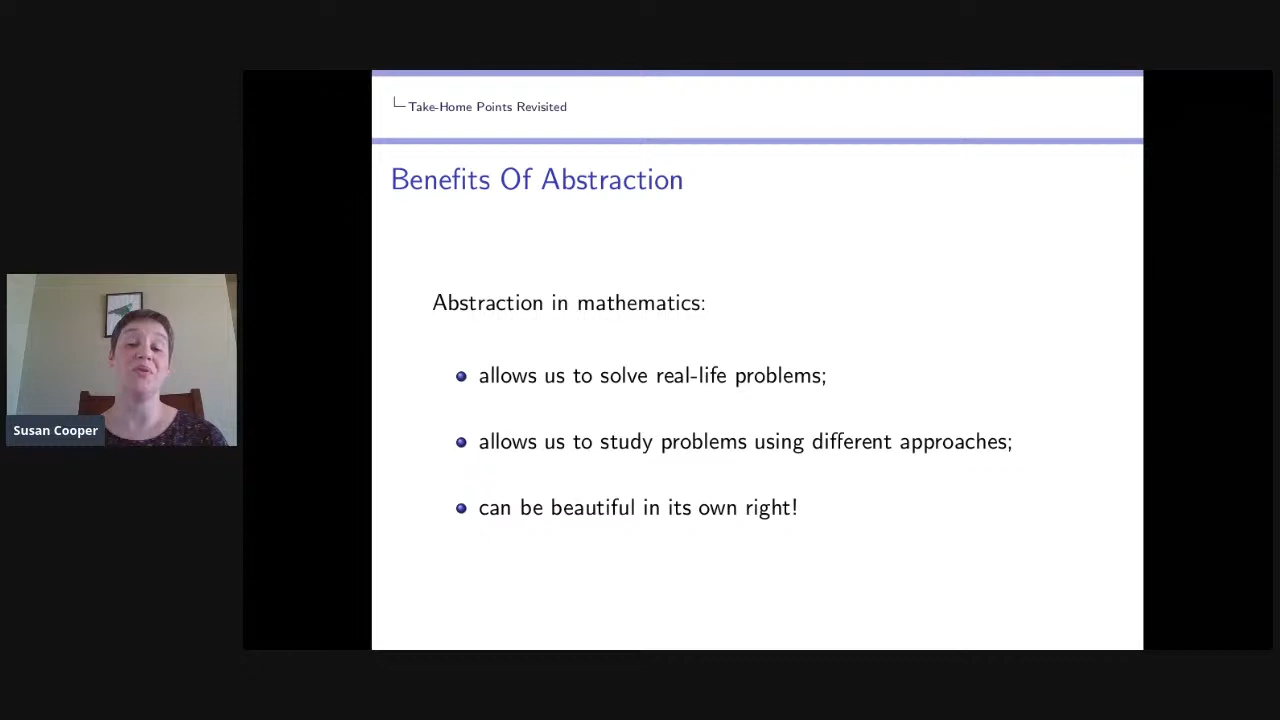 Take-Home Points Revisited
Benefits Of Abstraction
Abstraction in mathematics:
allows us to solve real-life problems;
allows us to study problems using different approaches;
can be beautiful in its own right!
Susan Cooper